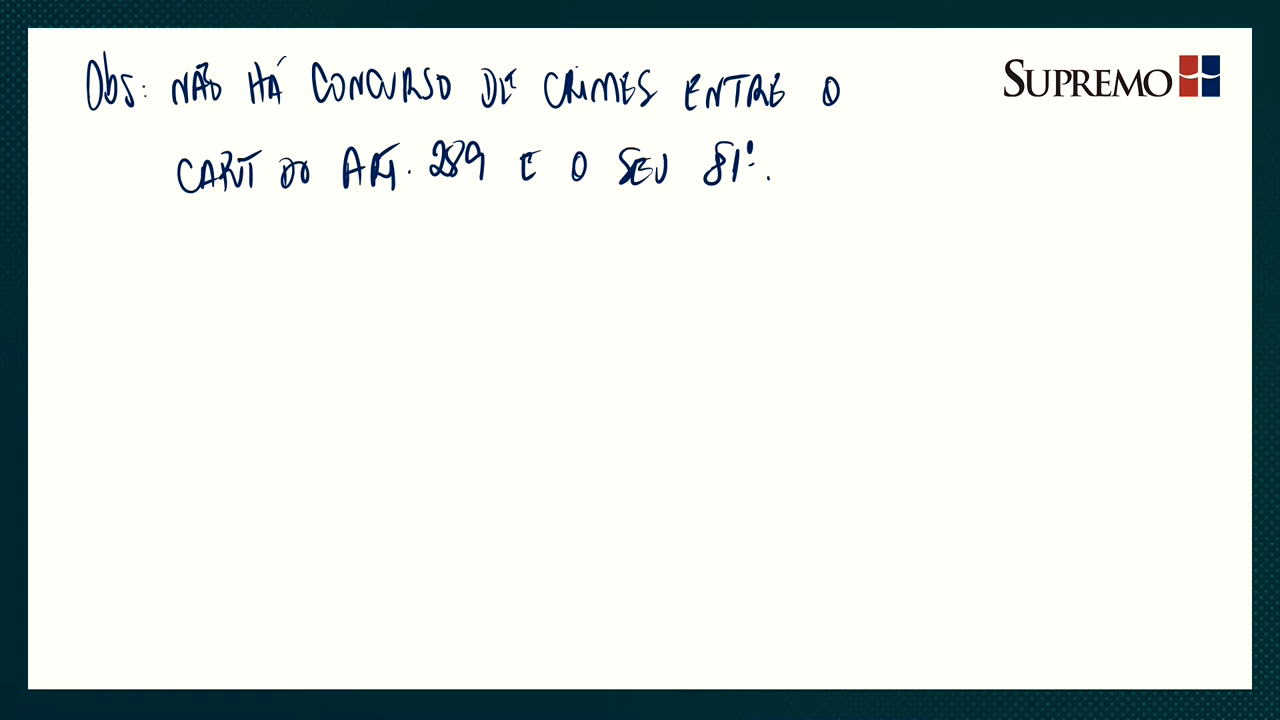 Obs: NÃO HÁ CONCURSO DE CRIMES ENTRE O
CAPUT DO ART. 289 E O SEU §1º.
SUPREMO